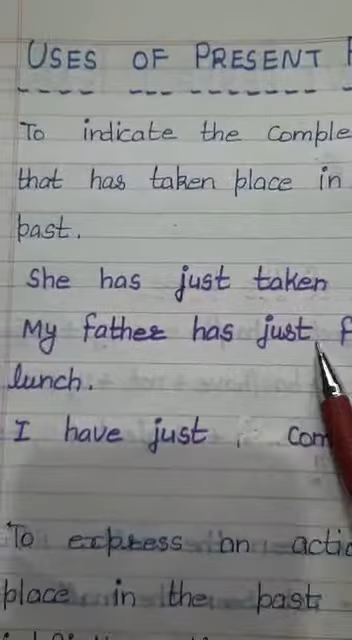 USES OF PRESENT
To indicate the comple
that has taken place in
past.
She has just taken
My father has just f
lunch.
I have just com
To express an actio
place in the past